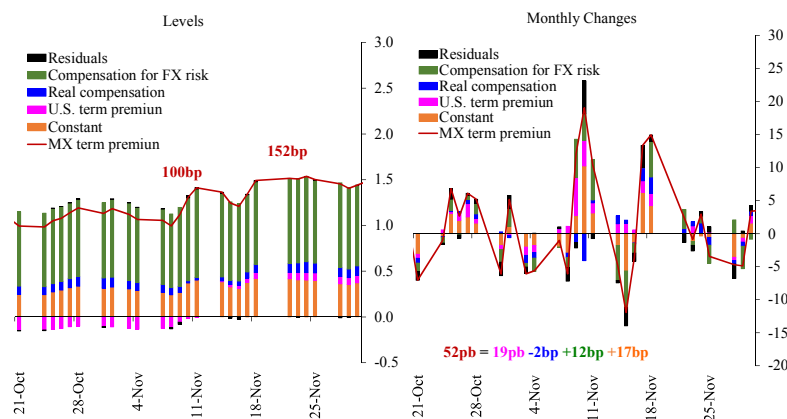 Levels
3.0
2.5
2.0
1.5
1.0
0.5
0.0
-0.5
Residuals
Compensation for FX risk
Real compensation
U.S. term premiun
Constant
MX term premiun
100bp
152bp
21-Oct
28-Oct
4-Nov
11-Nov
18-Nov
25-Nov
Monthly Changes
30
25
20
15
10
5
0
-5
-10
-15
-20
Residuals
Compensation for FX risk
Real compensation
U.S. term premiun
Constant
MX term premiun
52pb = 19pb -2bp +12bp +17bp
21-Oct
28-Oct
4-Nov
11-Nov
18-Nov
25-Nov